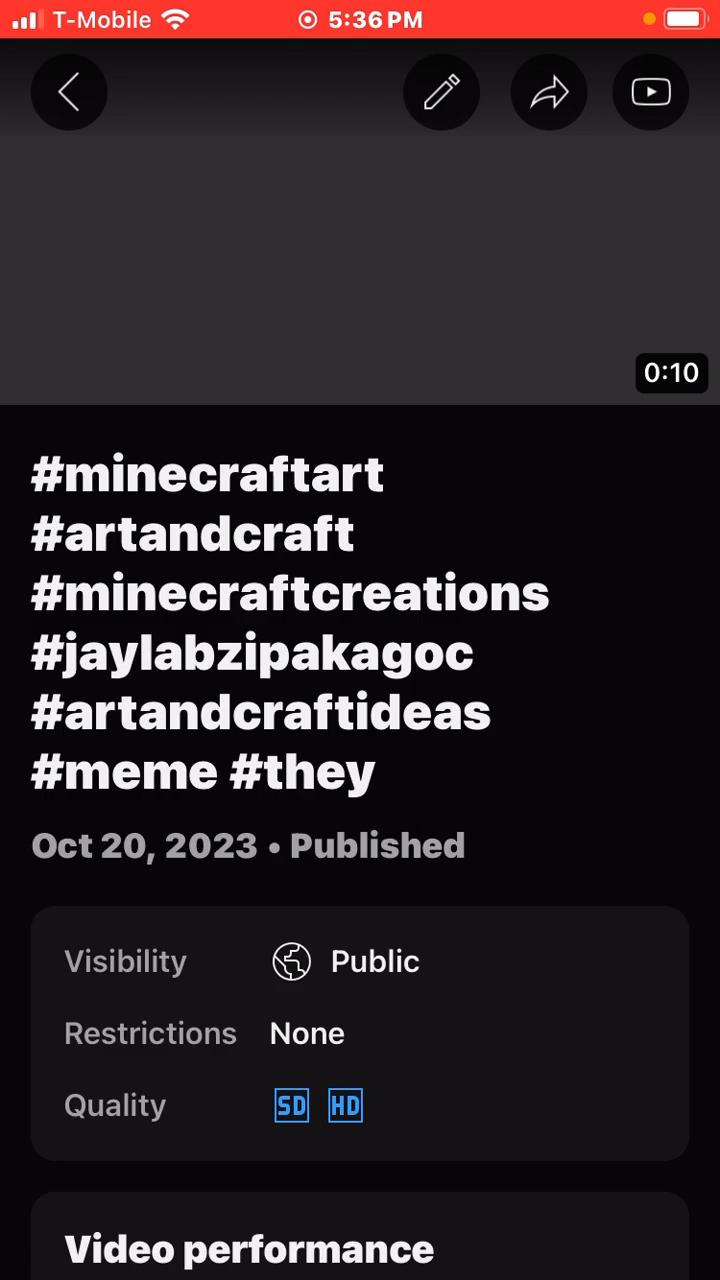 T-Mobile 5:36 PM
0:10
#minecraftart
#artandcraft
#minecraftcreations
#jaylabzipakagoc
#artandcraftideas
#meme #they
Oct 20, 2023 • Published
Visibility Public
Restrictions None
Quality SD HD
Video performance